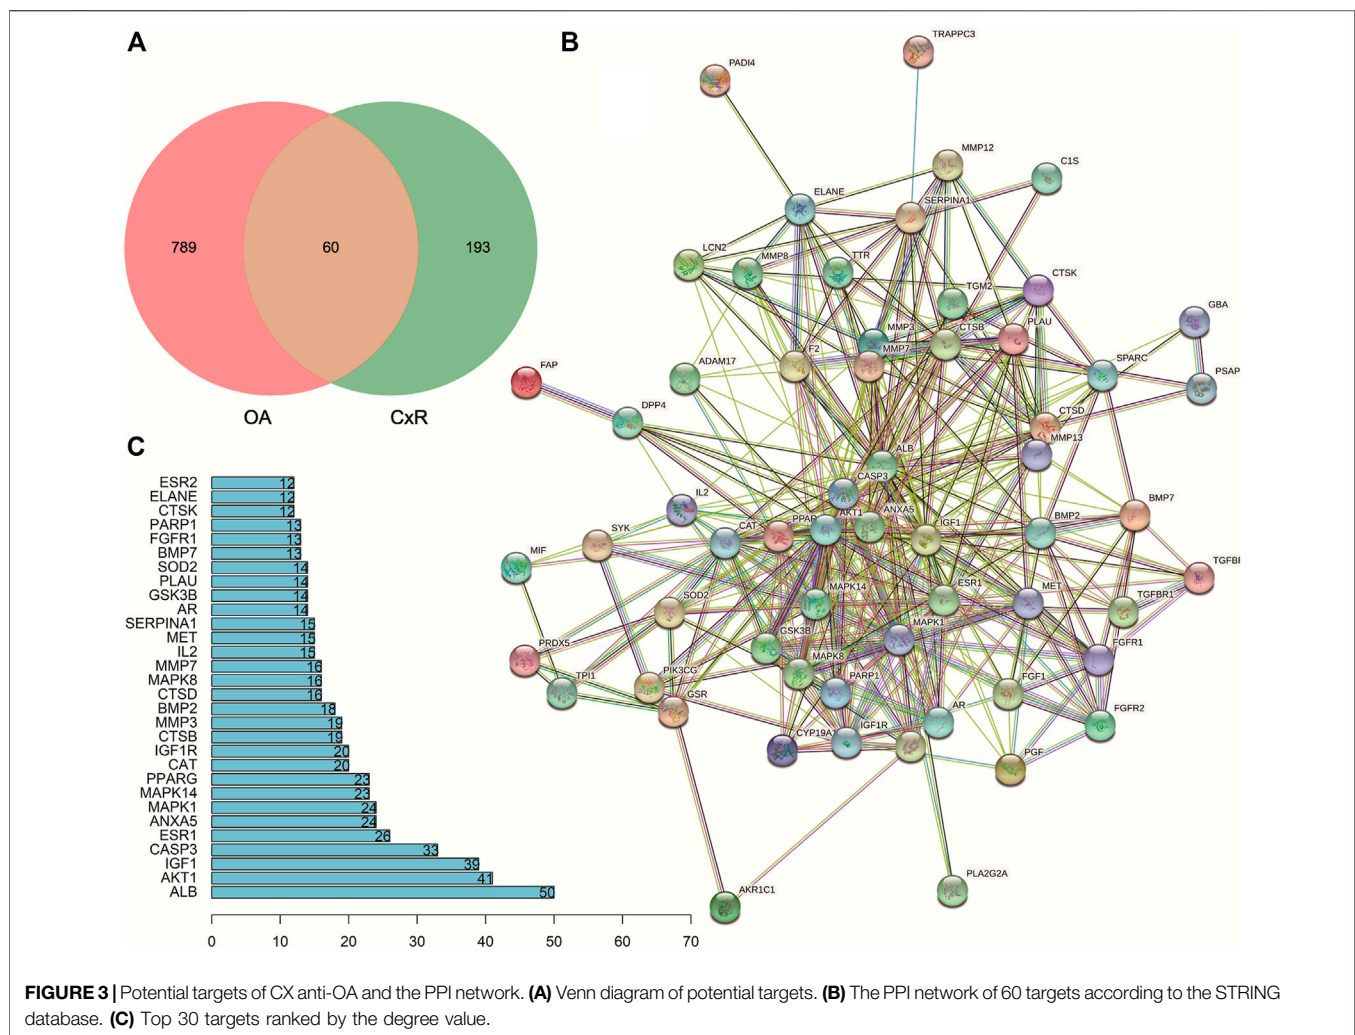 A
789
60
193
OA
CxR
B
TRAPPC3
PADI4
MMP12
C1S
ELANE
SERPINA1
LCN2
MMP8
TTR
CTSK
TGM2
GBA
MMP3
CTSB
PLAU
F2
MMP7
SPARC
ADAM17
FAP
PSAP
DPP4
CTSD
MMP13
ALB
CASP3
IL2
BMP7
CAT
PPAR
AKT1
ANXA5
IGF1
BMP2
SYK
MIF
TGFBI
MAPK14
ESR1
MET
SOD2
TGFBR1
GSK3B
MAPK1
PRDX5
FGFR1
MAPK8
TPI1
PIK3CG
PARP1
FGF1
GSR
AR
FGFR2
CYP19A1
IGF1R
PGF
AKR1C1
PLA2G2A
C
ESR2 12
ELANE 12
CTSK 12
PARP1 13
FGFR1 13
BMP7 13
SOD2 14
PLAU 14
GSK3B 14
AR 14
SERPINA1 15
MET 15
IL2 15
MMP7 16
MAPK8 16
CTSD 16
BMP2 18
MMP3 19
CTSB 19
IGF1R 20
CAT 20
PPARG 23
MAPK14 23
MAPK1 24
ANXA5 24
ESR1 26
CASP3 33
IGF1 39
AKT1 41
ALB 50
0 10 20 30 40 50 60 70
FIGURE 3 | Potential targets of CX anti-OA and the PPI network. (A) Venn diagram of potential targets. (B) The PPI network of 60 targets according to the STRING
database. (C) Top 30 targets ranked by the degree value.